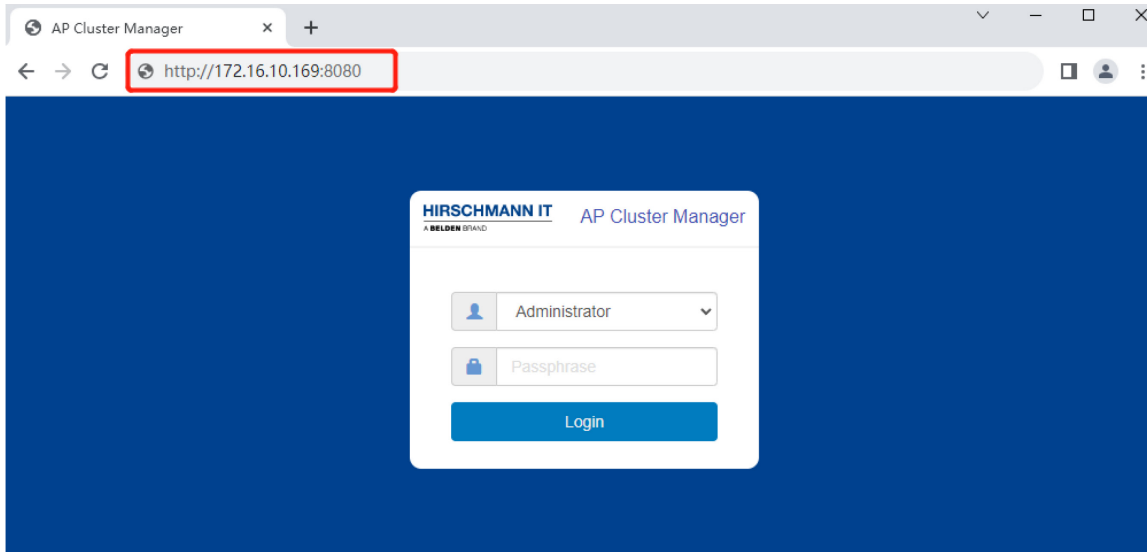 AP Cluster Manager
http://172.16.10.169:8080
HIRSCHMANN IT
A BELDEN BRAND
AP Cluster Manager
Administrator
Passphrase
Login